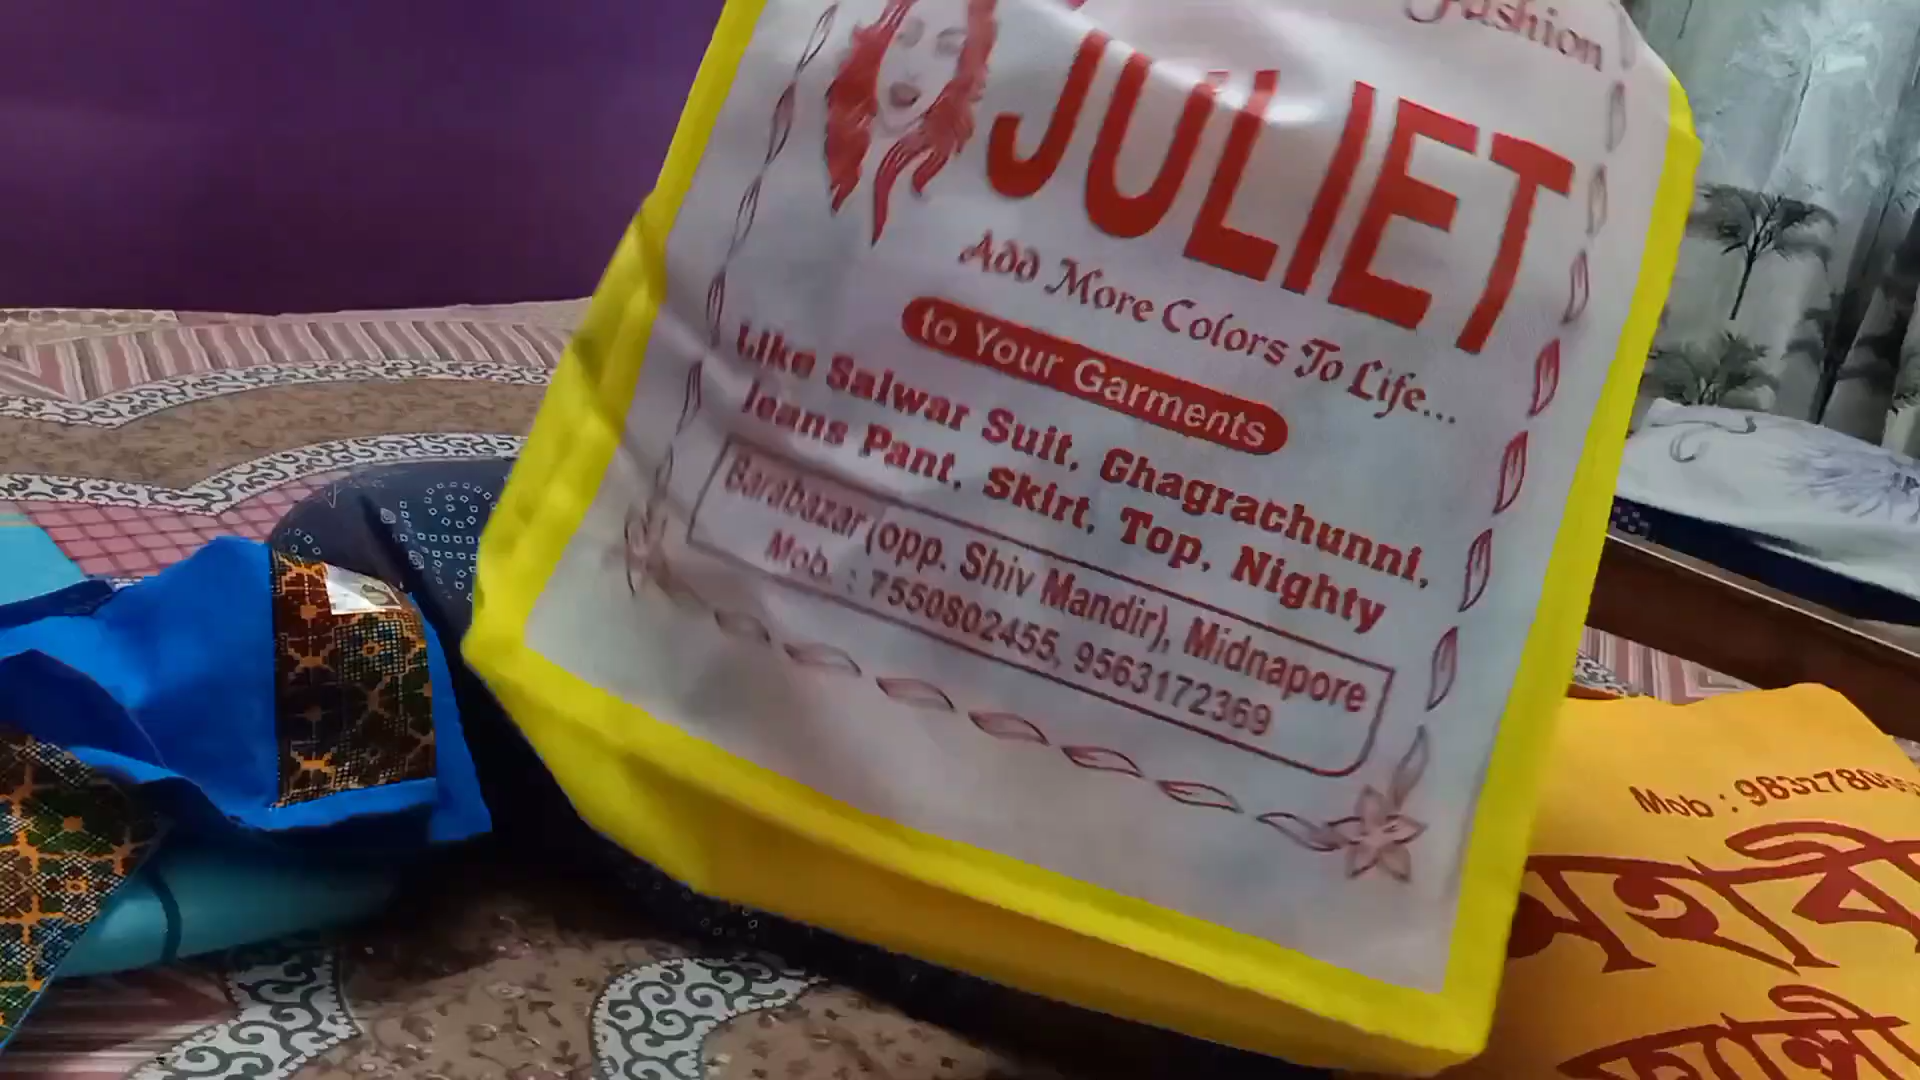 Fashion
JULIET
Add More Colors To Life...
to Your Garments
Like Salwar Suit, Ghagrachunni,
Jeans Pant, Skirt, Top, Nighty
Barabazar (opp. Shiv Mandir), Midnapore
Mob. : 7550802455, 9563172369
Mob :